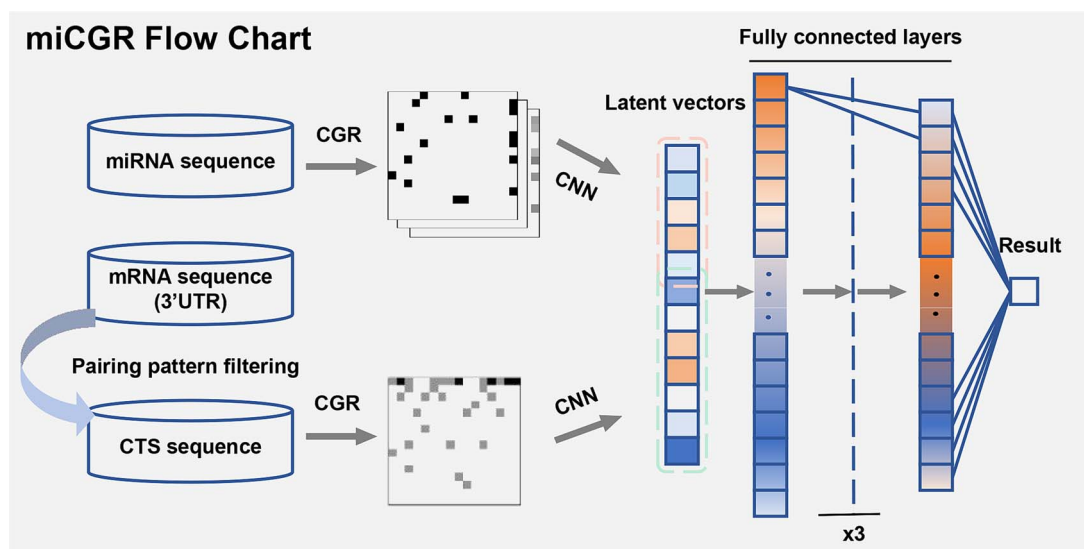 miCGR Flow Chart
Fully connected layers
Latent vectors
miRNA sequence
CGR
CNN
mRNA sequence
(3'UTR)
Result
Pairing pattern filtering
CTS sequence
CGR
CNN
x3